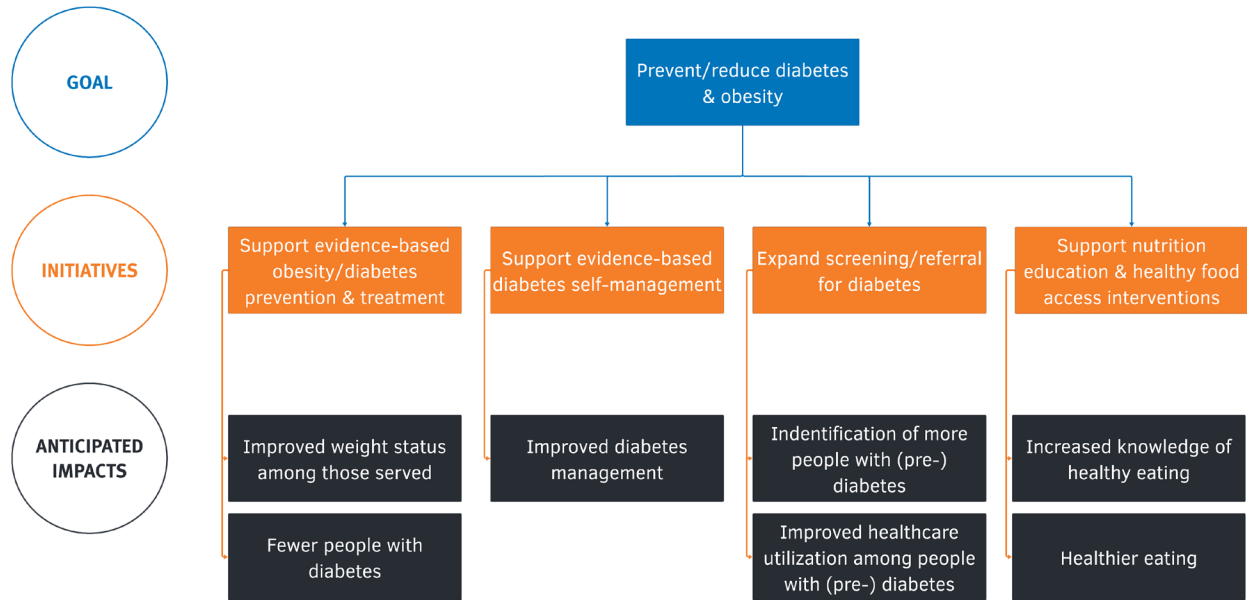 GOAL
Prevent/reduce diabetes
& obesity
INITIATIVES
Support evidence-based
obesity/diabetes
prevention & treatment
Support evidence-based
diabetes self-management
Expand screening/referral
for diabetes
Support nutrition
education & healthy food
access interventions
ANTICIPATED
IMPACTS
Improved weight status
among those served
Improved diabetes
management
Indentification of more
people with (pre-)
diabetes
Increased knowledge of
healthy eating
Fewer people with
diabetes
Improved healthcare
utilization among people
with (pre-) diabetes
Healthier eating